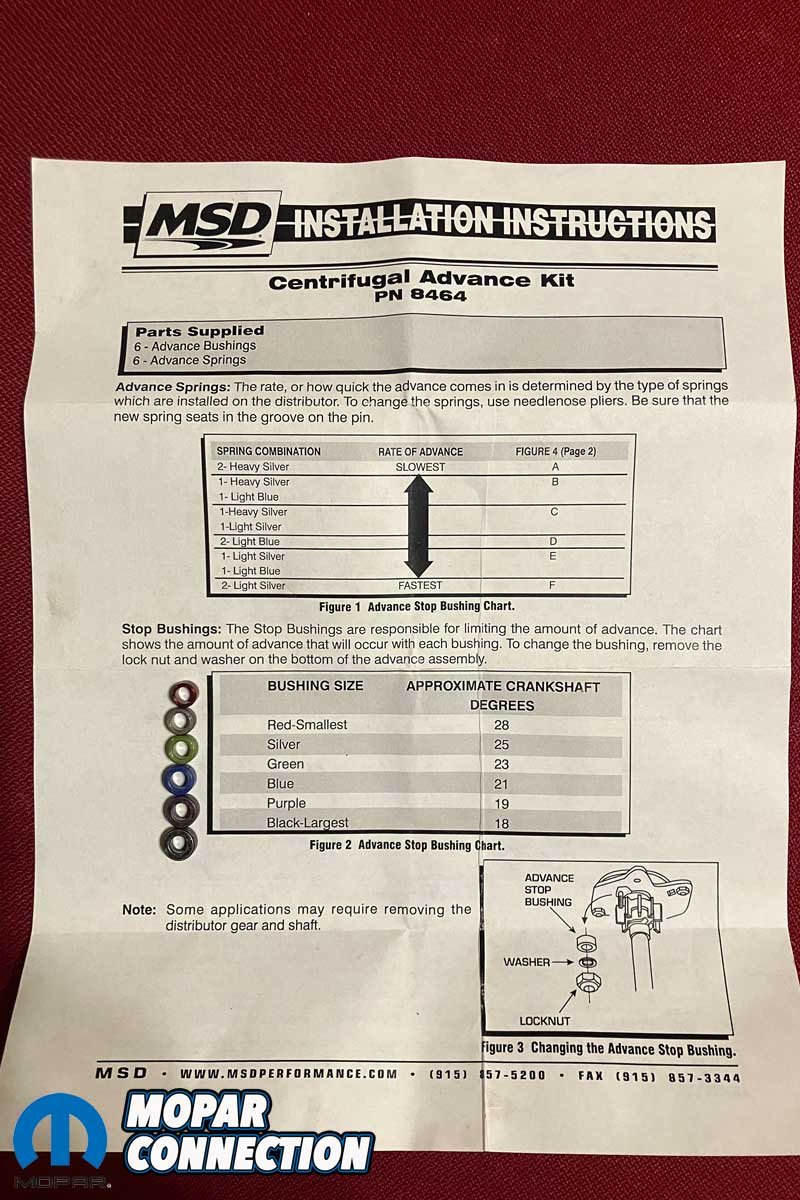 MSD INSTALLATION INSTRUCTIONS
Centrifugal Advance Kit
PN 8464
Parts Supplied
6 - Advance Bushings
6 - Advance Springs
Advance Springs: The rate, or how quick the advance comes in is determined by the type of springs
which are installed on the distributor. To change the springs, use needlenose pliers. Be sure that the
new spring seats in the groove on the pin.
SPRING COMBINATION RATE OF ADVANCE FIGURE 4 (Page 2)
2- Heavy Silver SLOWEST A
1- Heavy Silver B
1- Light Blue
1-Heavy Silver C
1-Light Silver
2- Light Blue D
1- Light Silver E
1- Light Blue
2- Light Silver FASTEST F
Figure 1 Advance Stop Bushing Chart.
Stop Bushings: The Stop Bushings are responsible for limiting the amount of advance. The chart
shows the amount of advance that will occur with each bushing. To change the bushing, remove the
lock nut and washer on the bottom of the advance assembly.
BUSHING SIZE APPROXIMATE CRANKSHAFT
DEGREES
Red-Smallest 28
Silver 25
Green 23
Blue 21
Purple 19
Black-Largest 18
Figure 2 Advance Stop Bushing Chart.
Note: Some applications may require removing the
distributor gear and shaft.
ADVANCE
STOP
BUSHING
WASHER
LOCKNUT
Figure 3 Changing the Advance Stop Bushing.
MSD • WWW.MSDPERFORMANCE.COM • (915) 857-5200 • FAX (915) 857-3344
MOPAR
CONNECTION
MOPAR®